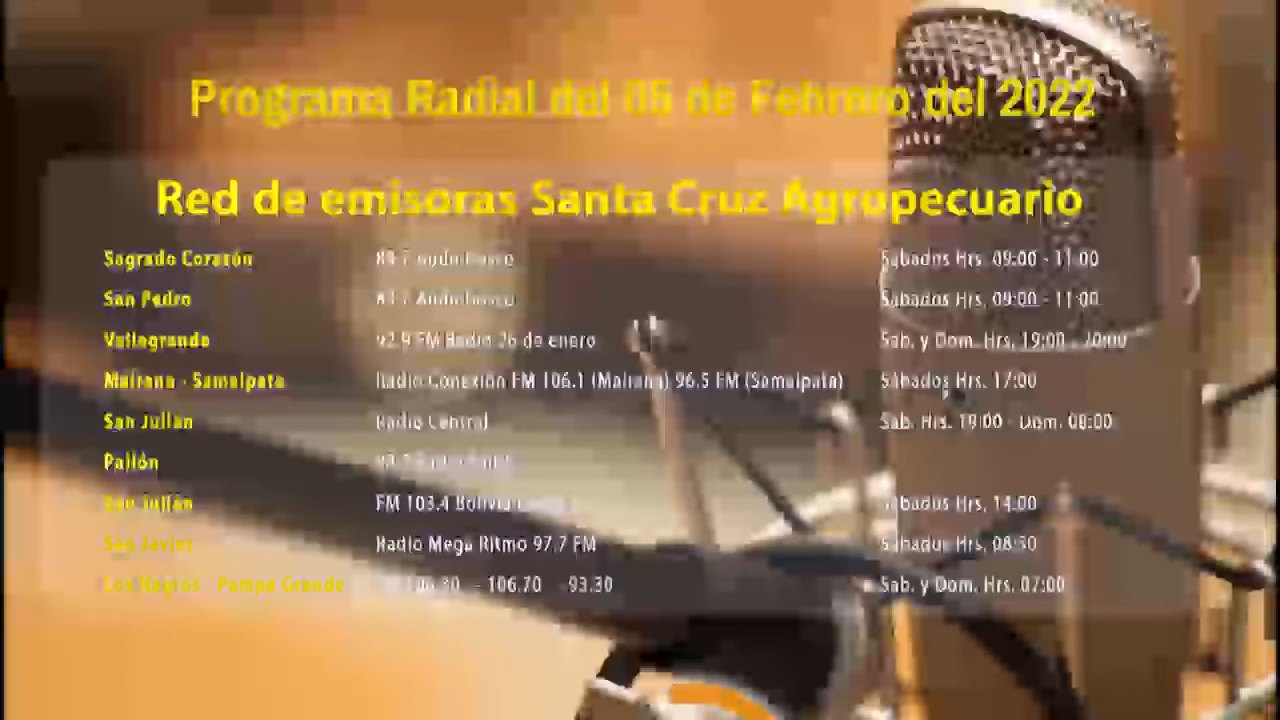 Programa Radial del 05 de Febrero del 2022
Red de emisoras Santa Cruz Agropecuario
Sagrado Corazón Sabados Hrs. 09:00 - 11:00
San Pedro Sabados Hrs. 09:00 - 11:00
Vallegrande 92.9 FM Radio 26 de enero Sab. y Dom. Hrs. 19:00 - 20:00
Mairana - Samaipata Radio Conexión FM 106.1 (Mairana) 96.5 FM (Samaipata) Sabados Hrs. 17:00
San Julian Radio Central Sab. Hrs. 19:00 - Dom. 08:00
Pailón
San Julián FM 103.4 Bolivia Sabados Hrs. 14:00
San Javier Radio Mega Ritmo 97.7 FM Sabados Hrs. 08:30
Los Negros - Pampa Grande - 106.70 - 93.30 Sab. y Dom. Hrs. 07:00